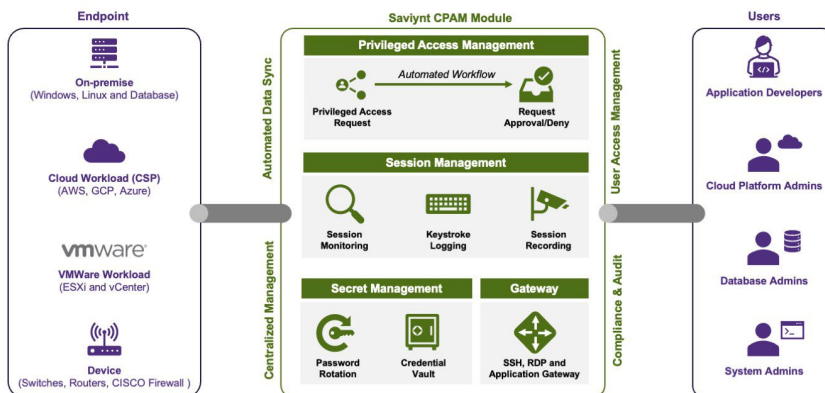 Endpoint
On-premise
(Windows, Linux and Database)
Cloud Workload (CSP)
(AWS, GCP, Azure)
vmware®
VMWare Workload
(ESXi and vCenter)
Device
(Switches, Routers, CISCO Firewall )
Automated Data Sync
Centralized Management
Saviynt CPAM Module
Privileged Access Management
Automated Workflow
Privileged Access
Request
Request
Approval/Deny
Session Management
Session
Monitoring
Keystroke
Logging
Session
Recording
Secret Management
Password
Rotation
Credential
Vault
Gateway
SSH, RDP and
Application Gateway
User Access Management
Compliance & Audit
Users
Application Developers
Cloud Platform Admins
Database Admins
System Admins